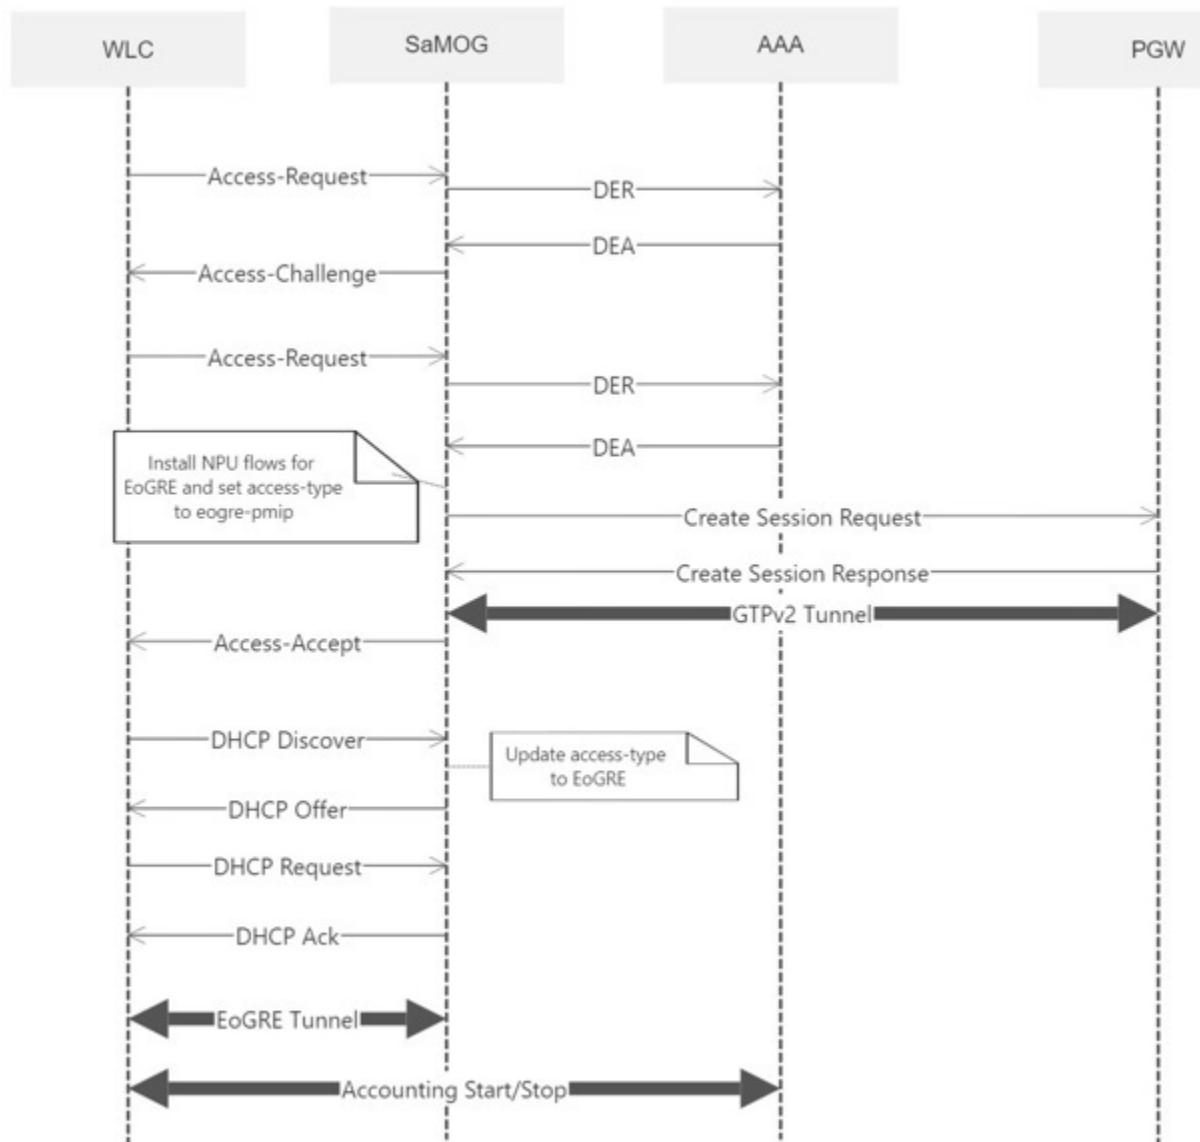 WLC
SaMOG
AAA
PGW
Access-Request
DER
DEA
Access-Challenge
Access-Request
DER
DEA
Install NPU flows for
EoGRE and set access-type
to eogre-pmip
Create Session Request
Create Session Response
GTPv2 Tunnel
Access-Accept
DHCP Discover
Update access-type
to EoGRE
DHCP Offer
DHCP Request
DHCP Ack
EoGRE Tunnel
Accounting Start/Stop